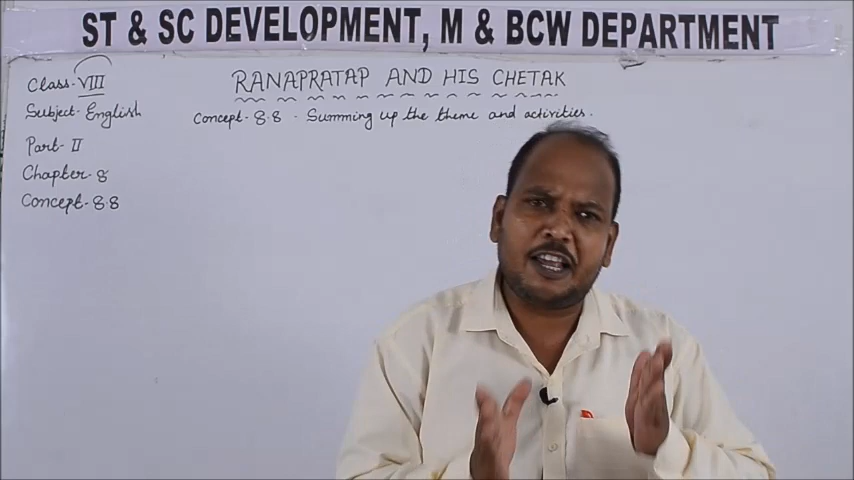 ST & SC DEVELOPMENT, M & BCW DEPARTMENT
Class- VIII
RANAPRATAP AND HIS CHETAK
Subject- English
Concept- 8.8 - Summing up the theme and activities.
Part- II
Chapter- 8
Concept- 8.8